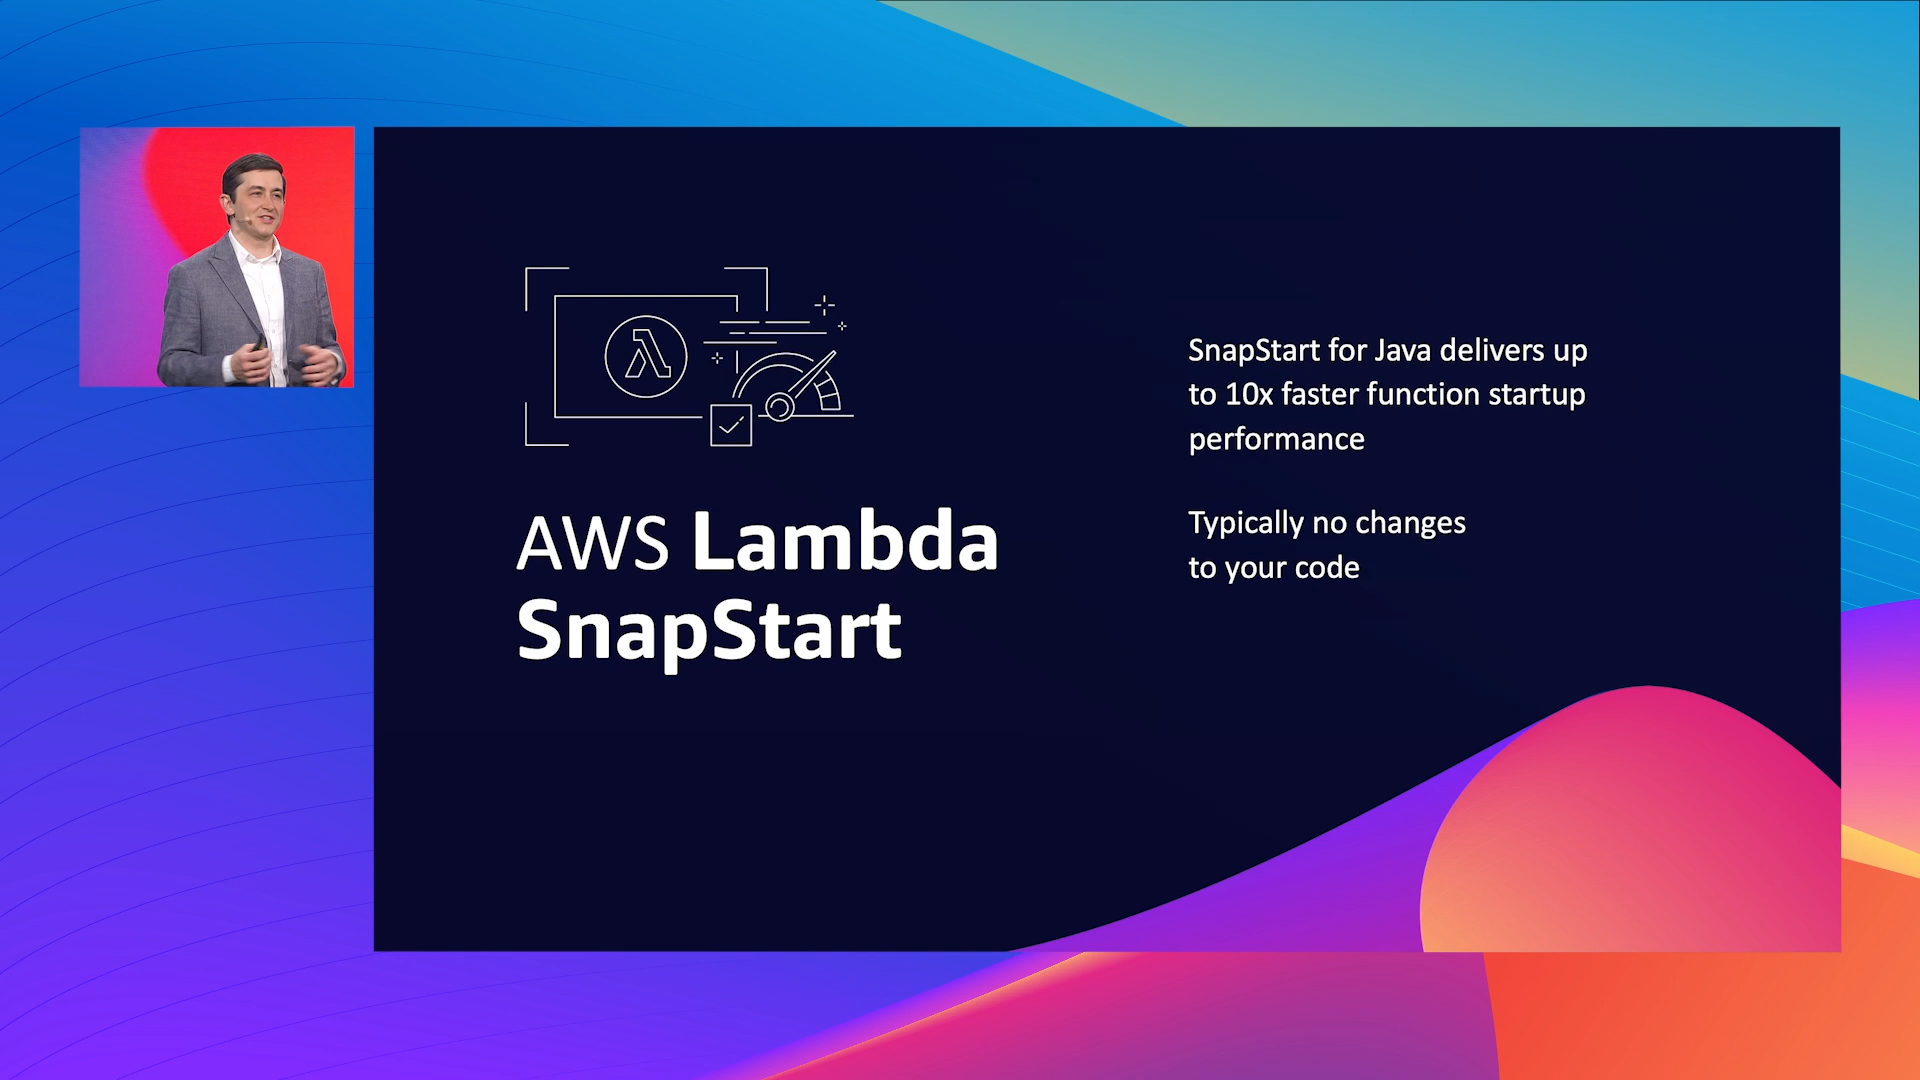 AWS Lambda
SnapStart
SnapStart for Java delivers up
to 10x faster function startup
performance
Typically no changes
to your code